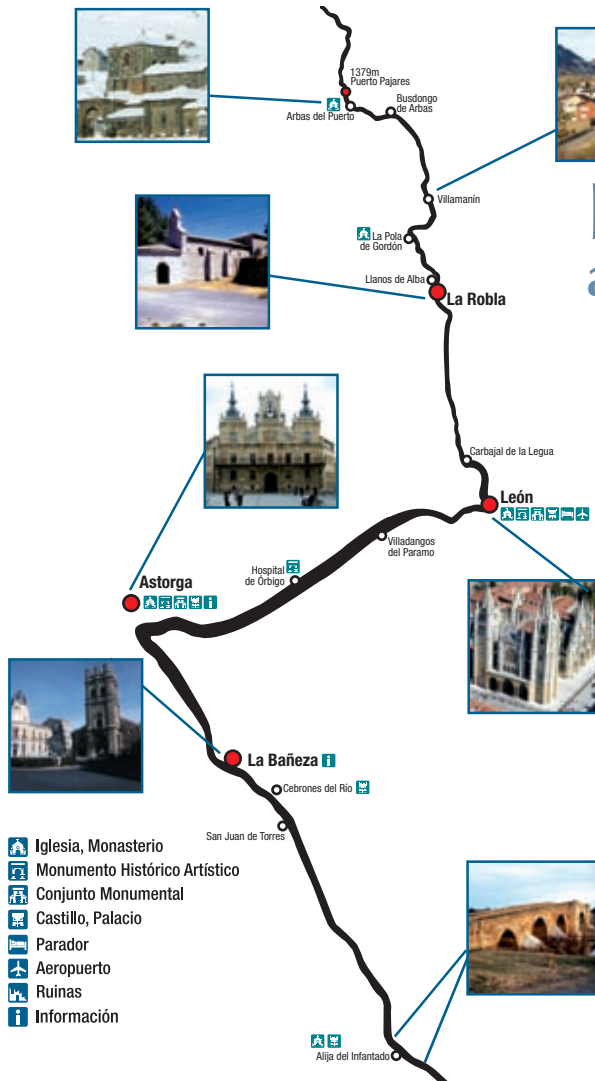 1379m
Puerto Pajares
Arbas del Puerto
Busdongo
de Arbas
Villamanín
La Pola
de Gordón
Llanos de Alba
La Robla
a
Carbajal de la Legua
León
Villadangos
del Paramo
Hospital
de Órbigo
Astorga
La Bañeza
Cebrones del Río
San Juan de Torres
Iglesia, Monasterio
Monumento Histórico Artístico
Conjunto Monumental
Castillo, Palacio
Parador
Aeropuerto
Ruinas
Información
Alija del Infantado